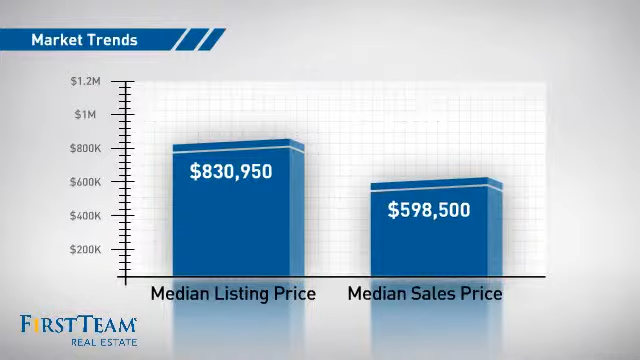 Market Trends
$1.2M
$1M
$800K
$600K
$400K
$200K
$830,950
$598,500
Median Listing Price
Median Sales Price
FIRSTTEAM®
REAL ESTATE